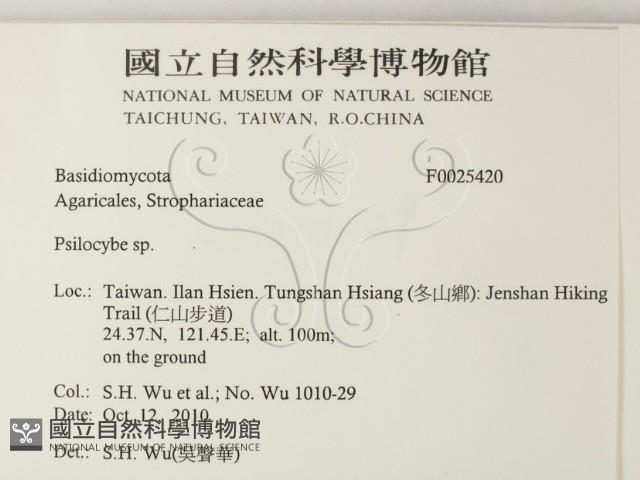 國立自然科學博物館
NATIONAL MUSEUM OF NATURAL SCIENCE
TAICHUNG, TAIWAN, R.O.CHINA
Basidiomycota F0025420
Agaricales, Strophariaceae
Psilocybe sp.
Loc.: Taiwan. Ilan Hsien. Tungshan Hsiang (冬山鄉): Jenshan Hiking
Trail (仁山步道)
24.37.N, 121.45.E; alt. 100m;
on the ground
Col.: S.H. Wu et al.; No. Wu 1010-29
Date: Oct. 12, 2010
國立自然科學博物館
NATIONAL MUSEUM OF NATURAL SCIENCE
Det.: S.H. Wu(吳聲華)